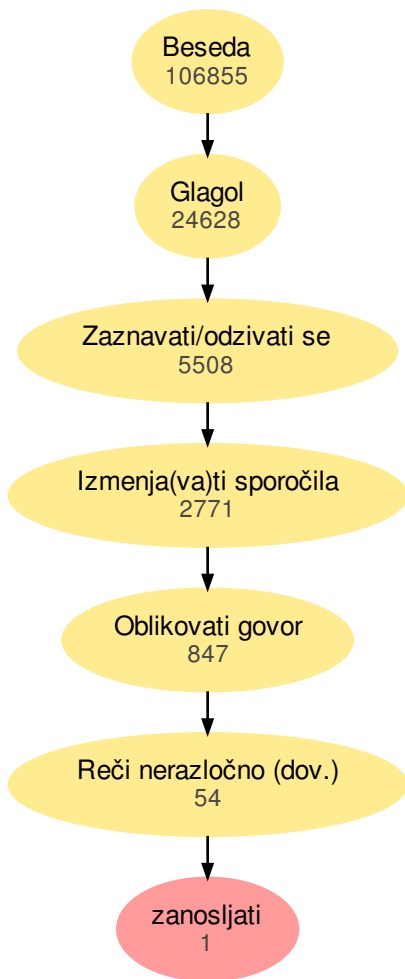 Beseda
106855
Glagol
24628
Zaznavati/odzivati se
5508
Izmenja(va)ti sporočila
2771
Oblikovati govor
847
Reči nerazločno (dov.)
54
zanosljati
1